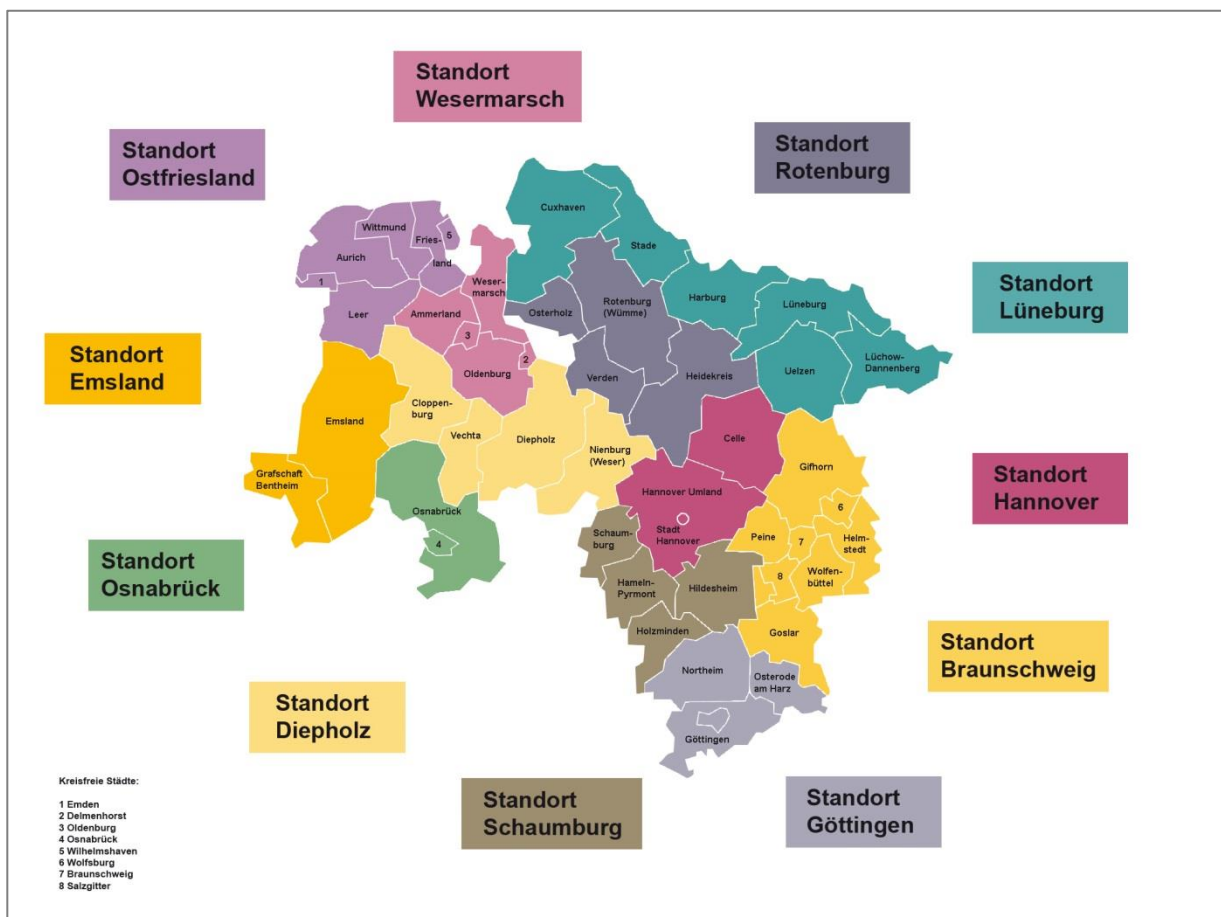 Standort
Wesermarsch
Standort
Ostfriesland
Standort
Rotenburg
Standort
Lüneburg
Standort
Emsland
Standort
Hannover
Standort
Osnabrück
Standort
Braunschweig
Standort
Diepholz
Standort
Schaumburg
Standort
Göttingen
Cuxhaven
Wittmund
Fries-
land
5
Stade
Aurich
1
Weser-
marsch
Leer
Ammerland
3
Osterholz
Rotenburg
(Wümme)
Harburg
Lüneburg
2
Oldenburg
Verden
Heidekreis
Uelzen
Lüchow-
Dannenberg
Cloppen-
burg
Emsland
Vechta
Diepholz
Nienburg
(Weser)
Celle
Gifhorn
Grafschaft
Bentheim
Hannover Umland
6
Osnabrück
4
Stadt
Hannover
Schaum-
burg
Peine
7
Helm-
stedt
8
Wolfen-
büttel
Hameln-
Pyrmont
Hildesheim
Holzminden
Goslar
Northeim
Osterode
am Harz
Göttingen
Kreisfreie Städte:
1 Emden
2 Delmenhorst
3 Oldenburg
4 Osnabrück
5 Wilhelmshaven
6 Wolfsburg
7 Braunschweig
8 Salzgitter